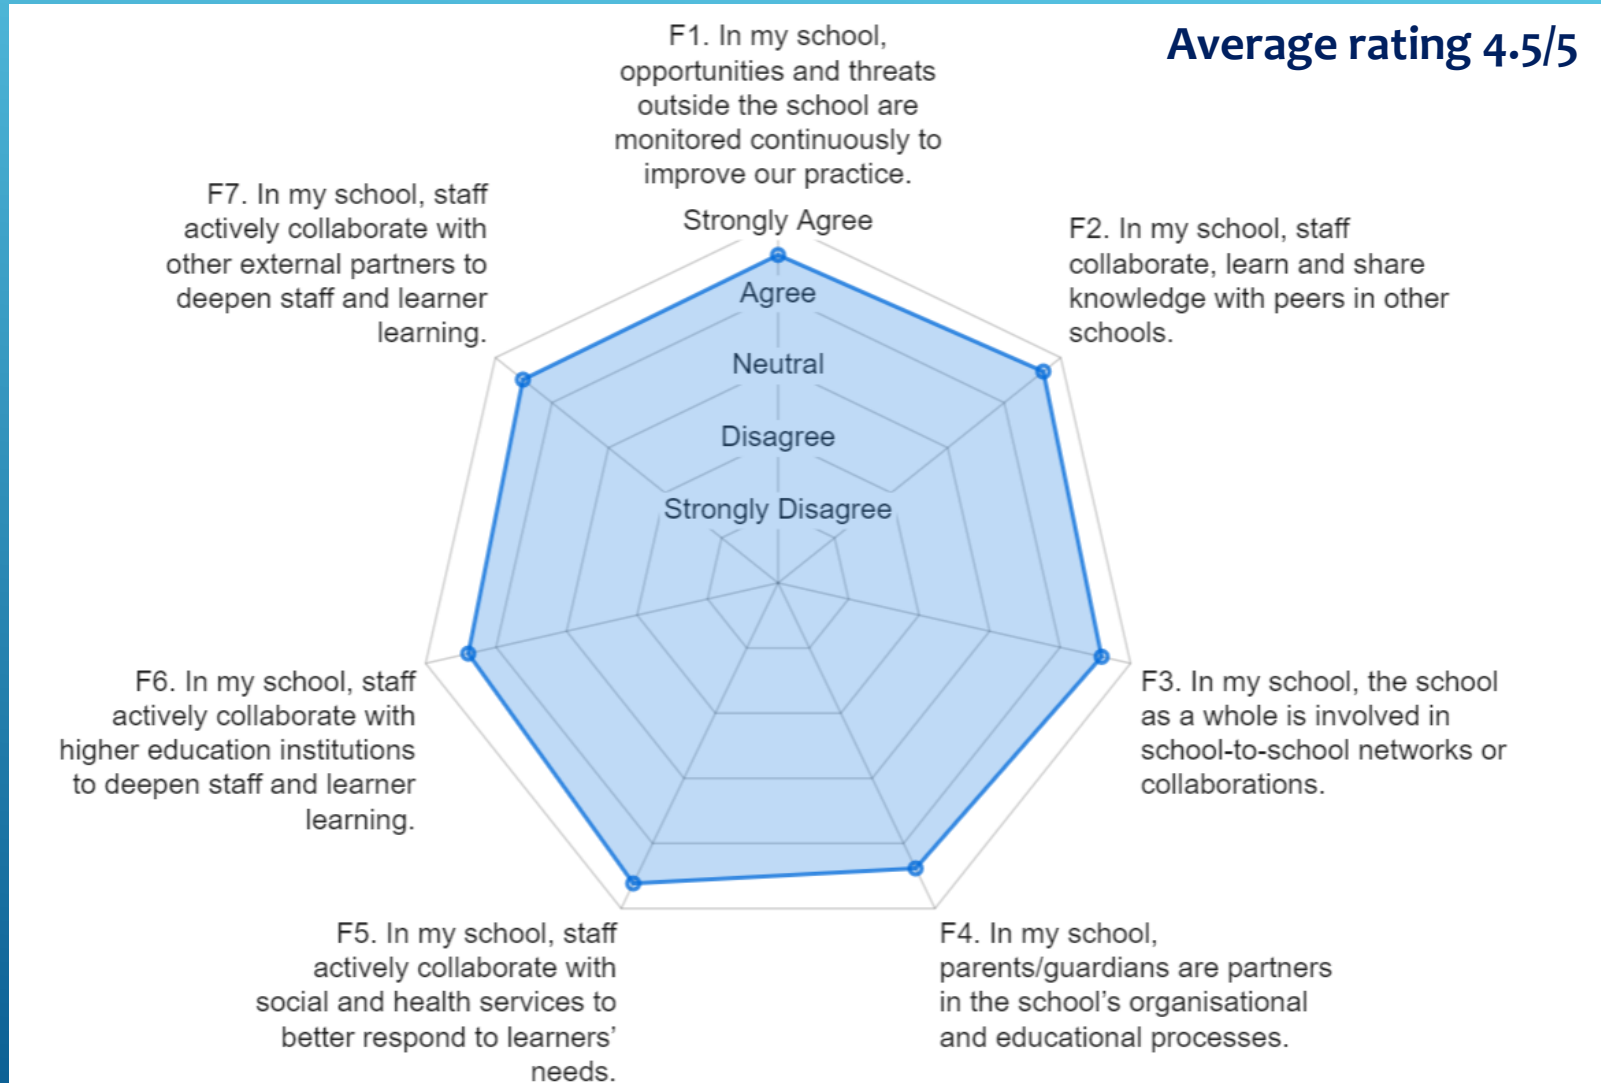 Average rating 4.5/5
F1. In my school,
opportunities and threats
outside the school are
monitored continuously to
improve our practice.
Strongly Agree
Agree
Neutral
Disagree
Strongly Disagree
F2. In my school, staff
collaborate, learn and share
knowledge with peers in other
schools.
F3. In my school, the school
as a whole is involved in
school-to-school networks or
collaborations.
F4. In my school,
parents/guardians are partners
in the school’s organisational
and educational processes.
F5. In my school, staff
actively collaborate with
social and health services to
better respond to learners’
needs.
F6. In my school, staff
actively collaborate with
higher education institutions
to deepen staff and learner
learning.
F7. In my school, staff
actively collaborate with
other external partners to
deepen staff and learner
learning.